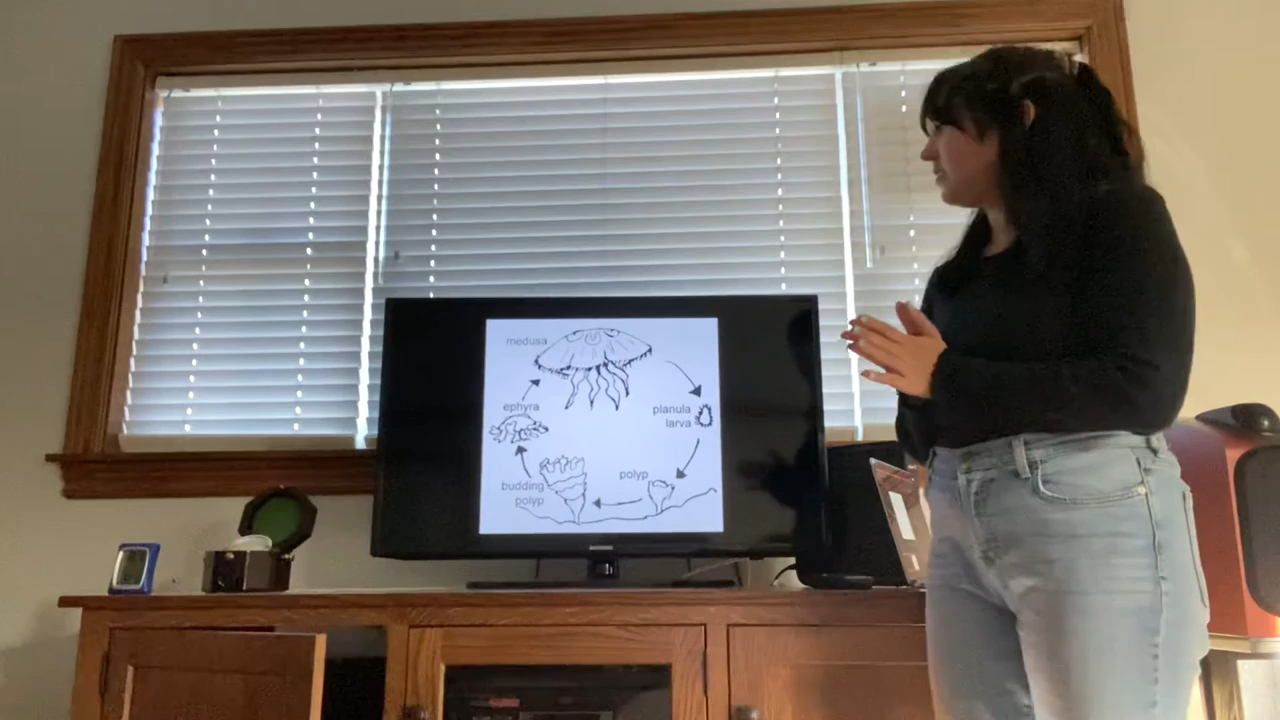 medusa
ephyra
planula
larva
polyp
budding
polyp